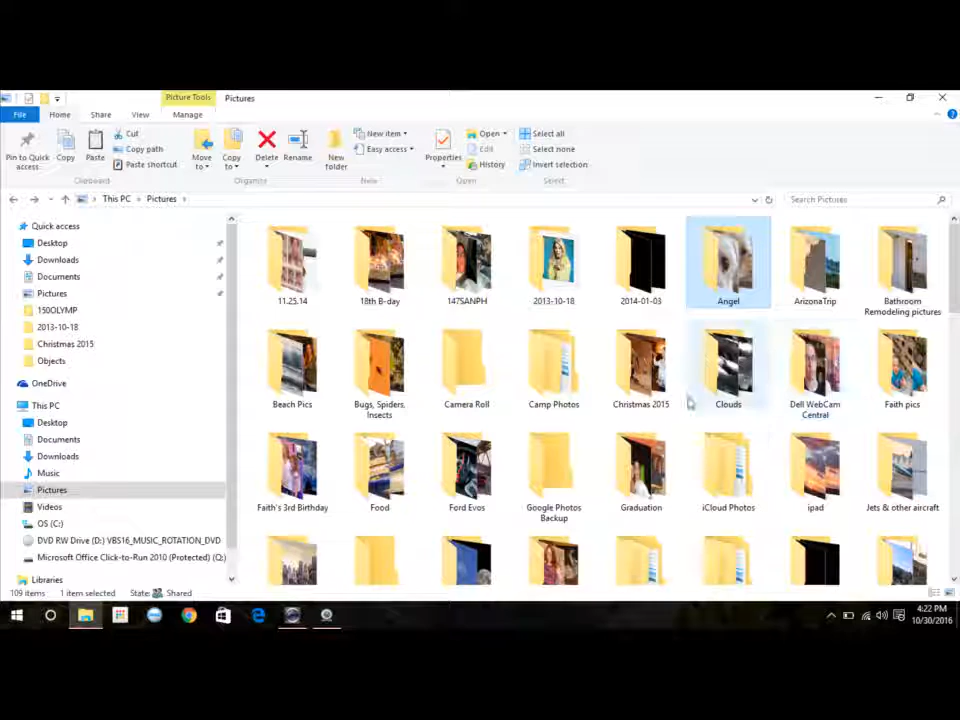 Picture Tools Pictures
File Home Share View Manage
Pin to Quick access
Copy
Paste
Cut
Copy path
Paste shortcut
Clipboard
Move to
Copy to
Delete
Rename
Organize
New folder
New item
Easy access
New
Properties
Open
Edit
History
Open
Select all
Select none
Invert selection
Select
This PC Pictures
Search Pictures
Quick access
Desktop
Downloads
Documents
Pictures
150OLYMP
2013-10-18
Christmas 2015
Objects
OneDrive
This PC
Desktop
Documents
Downloads
Music
Pictures
Videos
OS (C:)
DVD RW Drive (D:) VBS16_MUSIC_ROTATION_DVD
Microsoft Office Click-to-Run 2010 (Protected) (Q:)
Libraries
11.25.14
18th B-day
147SANPH
2013-10-18
2014-01-03
Angel
ArizonaTrip
Bathroom
Remodeling pictures
Beach Pics
Bugs, Spiders,
Insects
Camera Roll
Camp Photos
Christmas 2015
Clouds
Dell WebCam
Central
Faith pics
Faith's 3rd Birthday
Food
Ford Evos
Google Photos
Backup
Graduation
iCloud Photos
ipad
Jets & other aircraft
109 items 1 item selected State: Shared
4:22 PM
10/30/2016